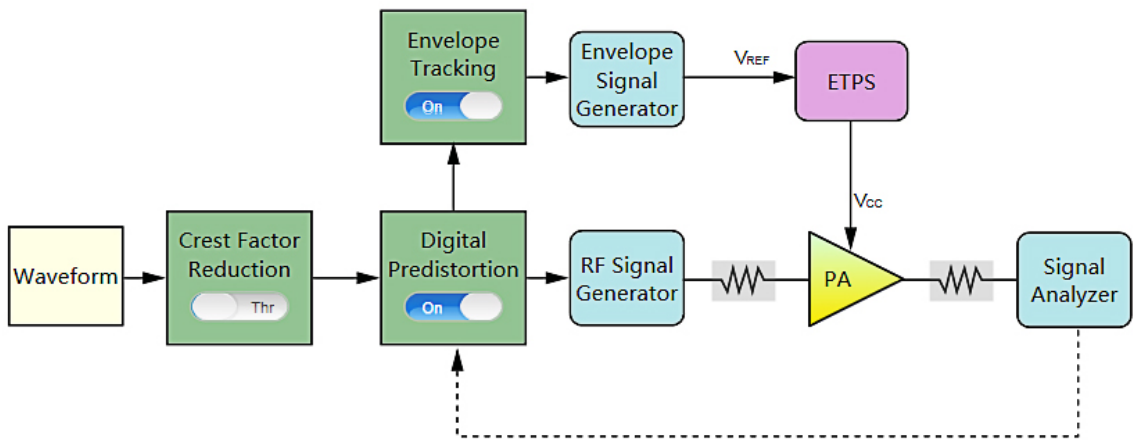 Envelope
Tracking
On
Envelope
Signal
Generator
VREF
ETPS
VCC
Waveform
Crest Factor
Reduction
Thr
Digital
Predistortion
On
RF Signal
Generator
PA
Signal
Analyzer